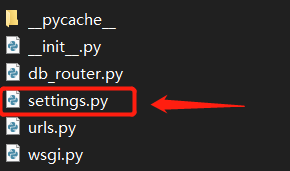 __pycache__
__init__.py
db_router.py
settings.py
urls.py
wsgi.py